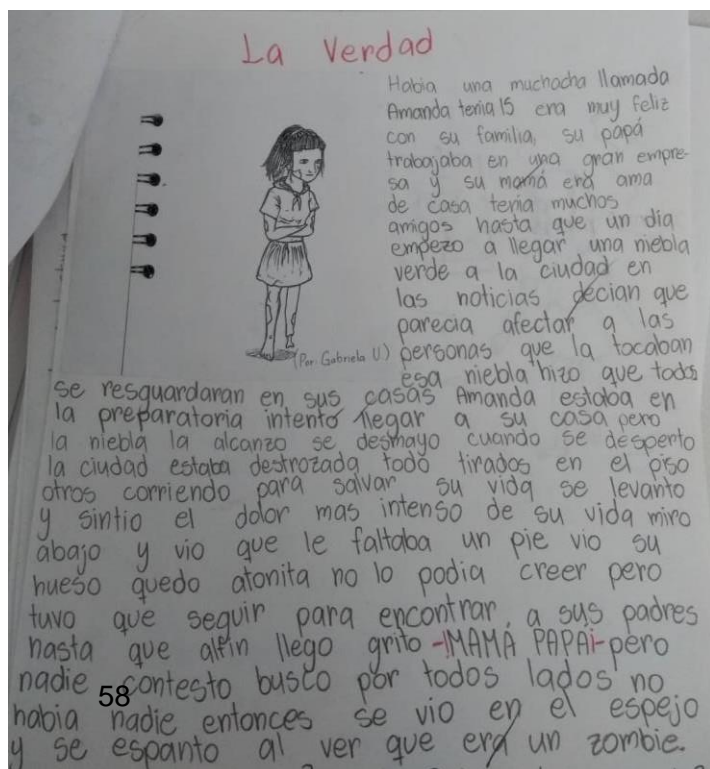 La Verdad
Habia una muchacha llamada
Amanda tenia 15 era muy feliz
con su familia, su papá
trabajaba en una gran empre-
sa y su mamá era ama
de casa tenia muchos
amigos hasta que un dia
empezo a llegar una niebla
verde a la ciudad en
las noticias decian que
parecia afectar a las
(Por: Gabriela U) personas que la tocaban
esa niebla hizo que todos
se resguardaran en sus casas Amanda estaba en
la preparatoria intentó llegar a su casa pero
la niebla la alcanzo se desmayo cuando se desperto
la ciudad estaba destrozada todo tirados en el piso
otros corriendo para salvar su vida se levanto
y sintio el dolor mas intenso de su vida miro
abajo y vio que le faltaba un pie vio su
hueso quedo atonita no lo podia creer pero
tuvo que seguir para encontrar a sus padres
hasta que alfin llego grito -¡MAMÁ PAPA!- pero
nadie contesto busco por todos lados no
58
habia nadie entonces se vio en el espejo
y se espanto al ver que era un zombie.